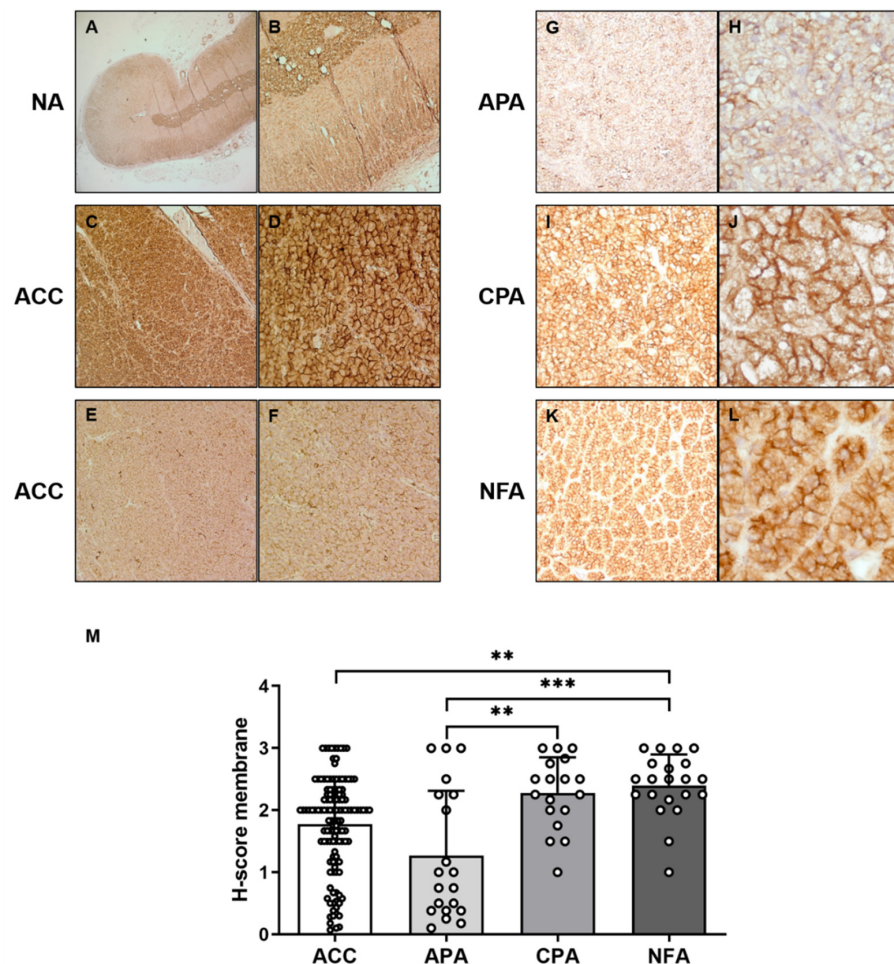 A B G H
NA APA
C D I J
ACC CPA
E F K L
ACC NFA
M
**
***
**
H-score membrane
4
3
2
1
0
ACC APA CPA NFA